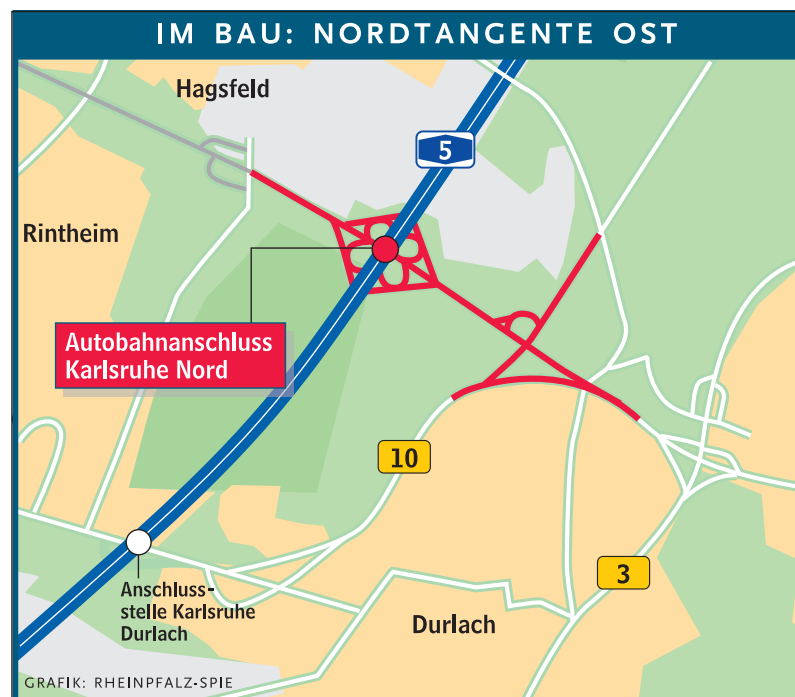 IM BAU: NORDTANGENTE OST
Hagsfeld
5
Rintheim
Autobahnanschluss
Karlsruhe Nord
10
3
Anschluss-
stelle Karlsruhe
Durlach
Durlach
GRAFIK: RHEINPFALZ-SPIE